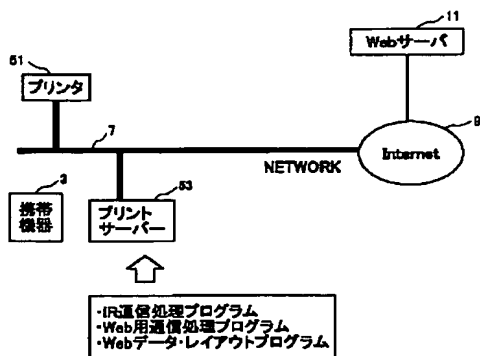 11
Webサーバ
51
プリンタ
7
9
Internet
NETWORK
3
携帯
機器
53
プリント
サーバー
・IR通信処理プログラム
・Web用通信処理プログラム
・Webデータ・レイアウトプログラム